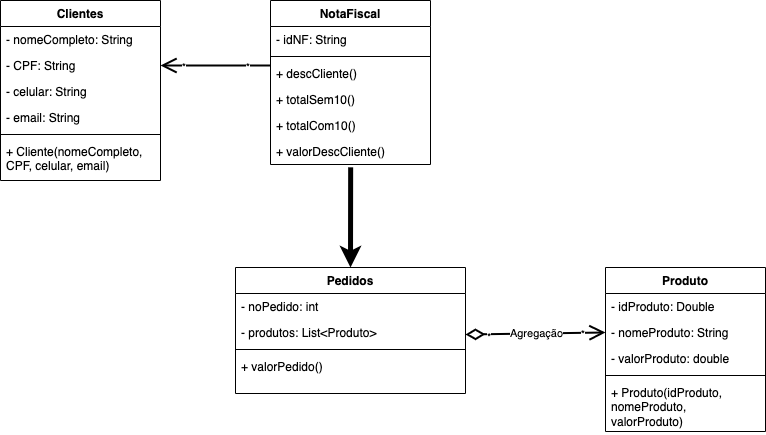 Clientes
- nomeCompleto: String
- CPF: String
- celular: String
- email: String
+ Cliente(nomeCompleto,
CPF, celular, email)
*
*
NotaFiscal
- idNF: String
+ descCliente()
+ totalSem10()
+ totalCom10()
+ valorDescCliente()
Pedidos
- noPedido: int
- produtos: List<Produto>
+ valorPedido()
*
Agregação
*
Produto
- idProduto: Double
- nomeProduto: String
- valorProduto: double
+ Produto(idProduto,
nomeProduto,
valorProduto)